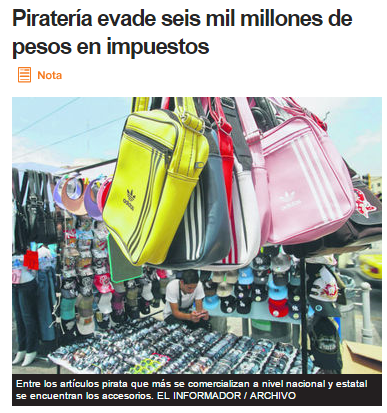 Piratería evade seis mil millones de
pesos en impuestos
Nota
adidas
Entre los artículos pirata que más se comercializan a nivel nacional y estatal
se encuentran los accesorios. EL INFORMADOR / ARCHIVO